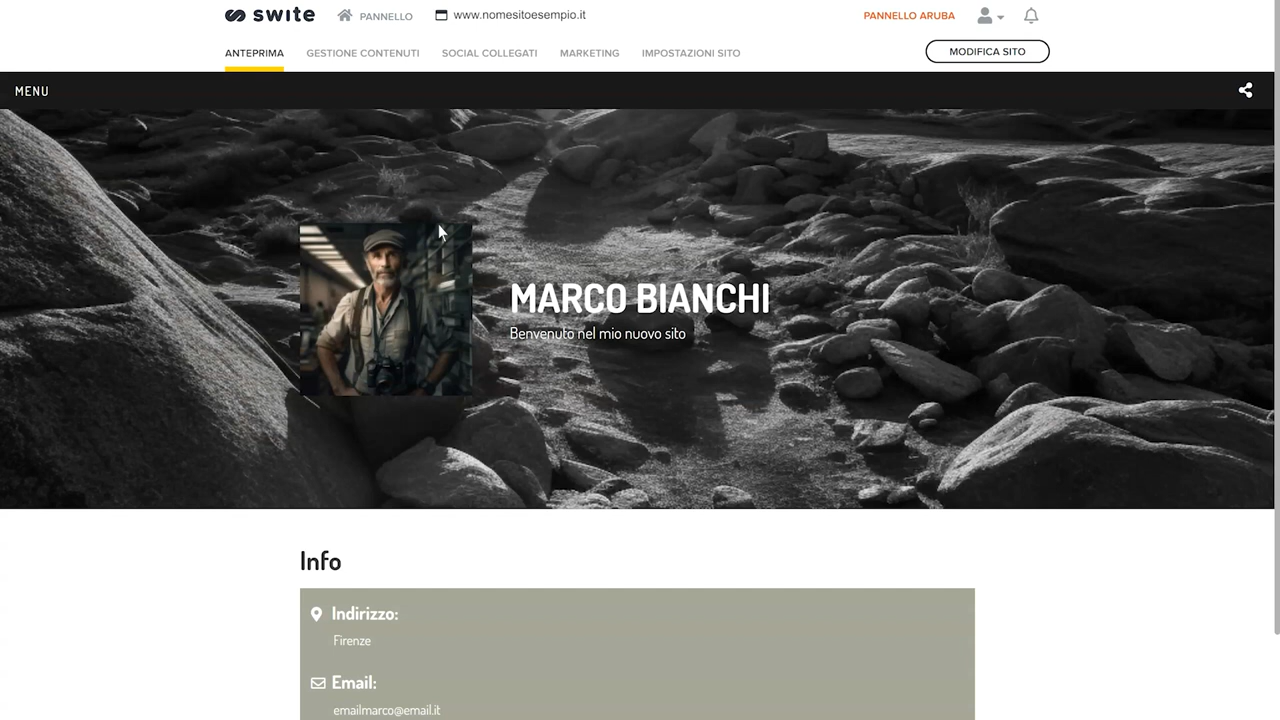 swite PANNELLO www.nomesitoesempio.it PANNELLO ARUBA
ANTEPRIMA GESTIONE CONTENUTI SOCIAL COLLEGATI MARKETING IMPOSTAZIONI SITO MODIFICA SITO
MENU
MARCO BIANCHI
Benvenuto nel mio nuovo sito
Info
Indirizzo:
Firenze
Email:
emailmarco@email.it